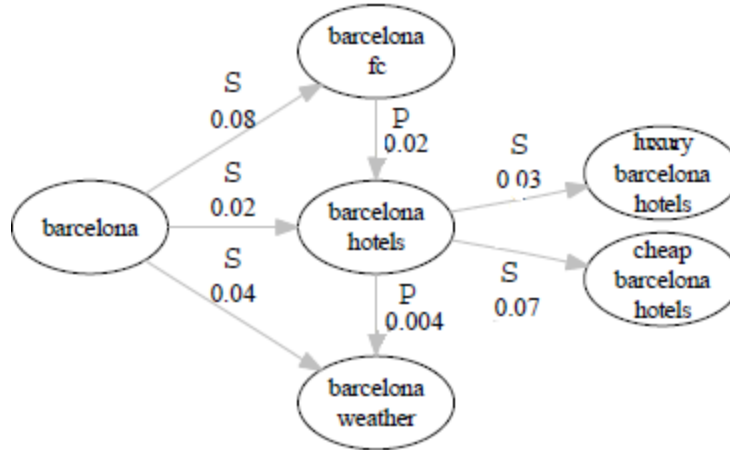 barcelona
fc
S
0.08
P
0.02
S
0.02
S
0.03
luxury
barcelona
hotels
barcelona
barcelona
hotels
S
0.04
P
0.004
S
0.07
cheap
barcelona
hotels
barcelona
weather